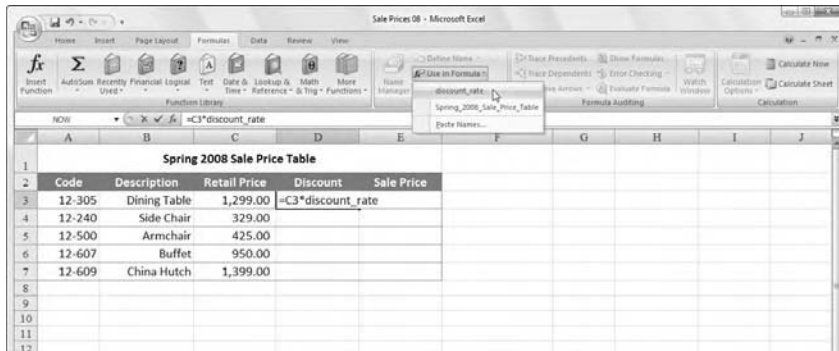 Sale Prices 08 - Microsoft Excel
Home Insert Page Layout Formulas Data Review View
fx Insert Function
Σ AutoSum
Recently Used
Financial
Logical
Text
Date & Time
Lookup & Reference
Math & Trig
More Functions
Function Library
Name Manager
Define Name
Use in Formula
discount_rate
Spring_2008_Sale_Price_Table
Paste Names...
Trace Precedents
Trace Dependents
Remove Arrows
Show Formulas
Error Checking
Evaluate Formula
Watch Window
Formula Auditing
Calculation Options
Calculate Now
Calculate Sheet
Calculation
NOW fx =C3*discount_rate
A B C D E F G H I J
1 Spring 2008 Sale Price Table
2 Code Description Retail Price Discount Sale Price
3 12-305 Dining Table 1,299.00 =C3*discount_rate
4 12-240 Side Chair 329.00
5 12-500 Armchair 425.00
6 12-607 Buffet 950.00
7 12-609 China Hutch 1,399.00
8
9
10
11
12